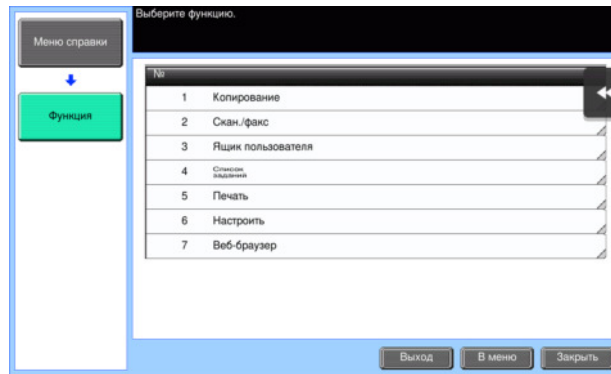 Выберите функцию.
Меню справки
Функция
№
1 Копирование
2 Скан./факс
3 Ящик пользователя
4 Список
заданий
5 Печать
6 Настроить
7 Веб-браузер
Выход В меню Закрыть